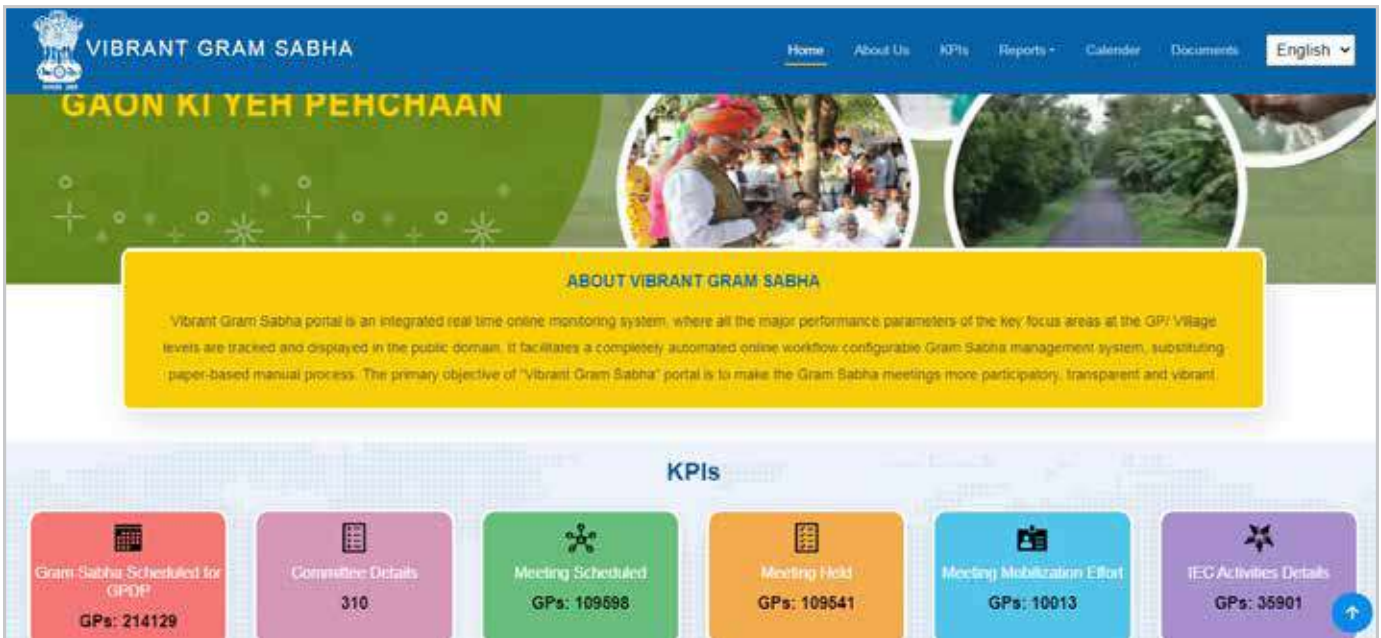 VIBRANT GRAM SABHA
Home About Us KPIs Reports Calender Documents English
GAON KI YEH PEHCHAAN
ABOUT VIBRANT GRAM SABHA
Vibrant Gram Sabha portal is an integrated real time online monitoring system, where all the major performance parameters of the key focus areas at the GP/ Village
levels are tracked and displayed in the public domain. It facilitates a completely automated online workflow configurable Gram Sabha management system, substituting
paper-based manual process. The primary objective of "Vibrant Gram Sabha" portal is to make the Gram Sabha meetings more participatory, transparent and vibrant.
KPIs
Gram Sabha Scheduled for
GPDP
GPs: 214129
Committee Details
310
Meeting Scheduled
GPs: 109598
Meeting Held
GPs: 109541
Meeting Mobilization Effort
GPs: 10013
IEC Activities Details
GPs: 35901